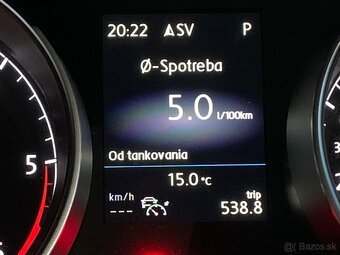 20:22 SV P
Ø-Spotreba
5.0 l/100km
Od tankovania
15.0 °C
km/h trip
--- 538.8
5
Bazos.sk